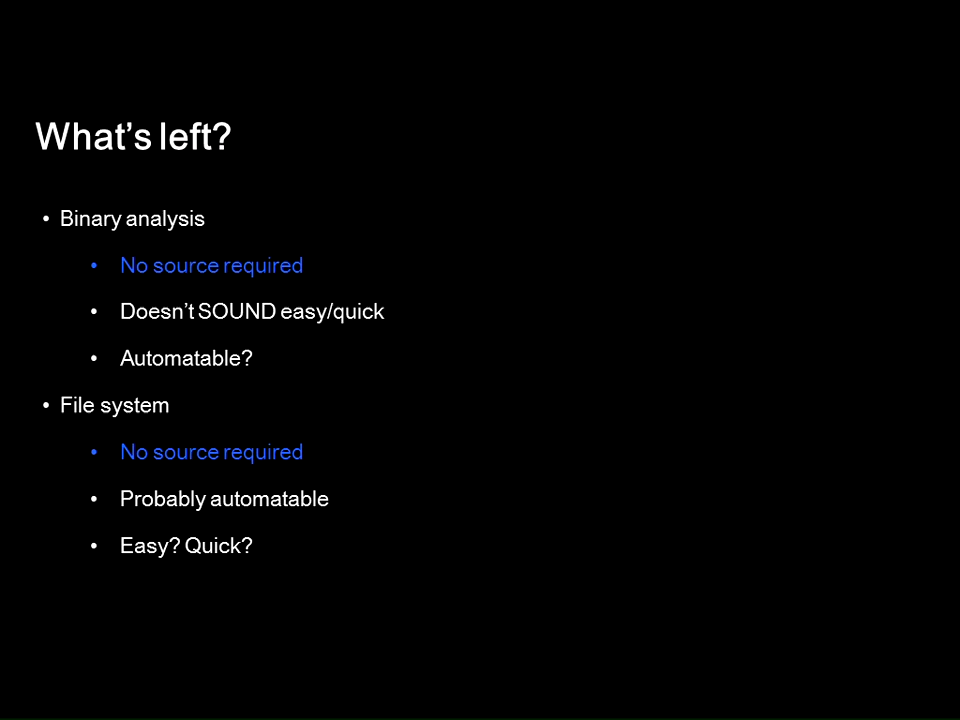 What’s left?
• Binary analysis
• No source required
• Doesn’t SOUND easy/quick
• Automatable?
• File system
• No source required
• Probably automatable
• Easy? Quick?